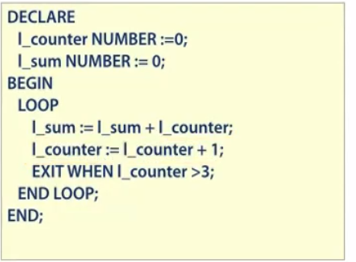 DECLARE
l_counter NUMBER :=0;
l_sum NUMBER := 0;
BEGIN
LOOP
l_sum := l_sum + l_counter;
l_counter := l_counter + 1;
EXIT WHEN l_counter >3;
END LOOP;
END;